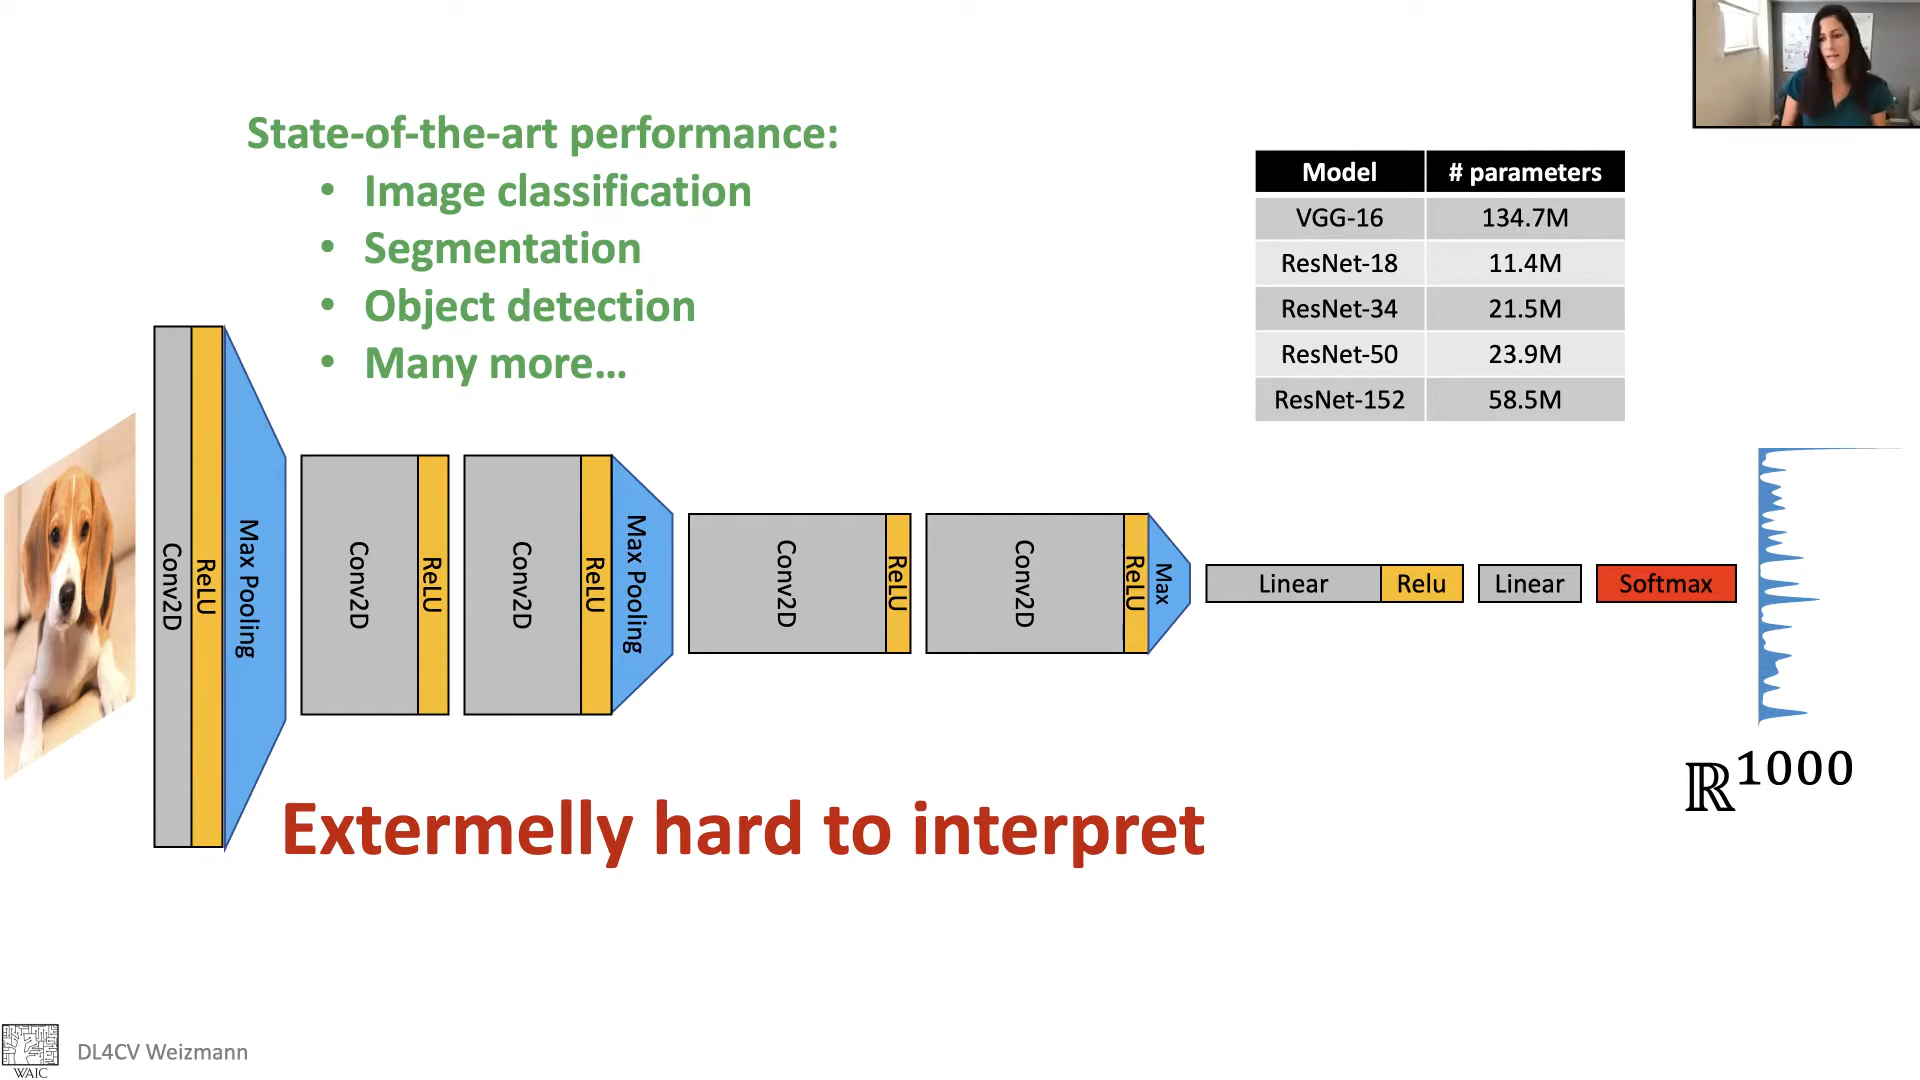 State-of-the-art performance:
• Image classification
• Segmentation
• Object detection
• Many more...
Model # parameters
VGG-16 134.7M
ResNet-18 11.4M
ResNet-34 21.5M
ResNet-50 23.9M
ResNet-152 58.5M
Conv2D
ReLU
Max Pooling
Conv2D
ReLU
Conv2D
ReLU
Max Pooling
Conv2D
ReLU
Conv2D
ReLU
Max
Linear Relu Linear Softmax
ℝ¹⁰⁰⁰
Extermelly hard to interpret
WAIC
DL4CV Weizmann